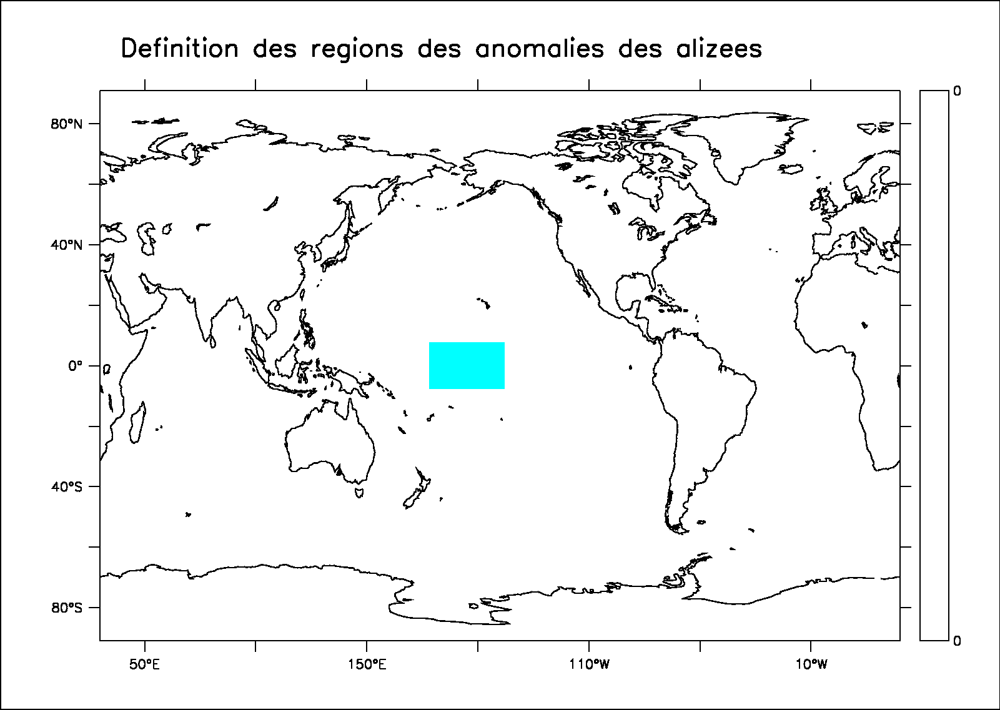 Definition des regions des anomalies des alizees
0
80°N
40°N
0°
40°S
80°S
0
50°E 150°E 110°W 10°W